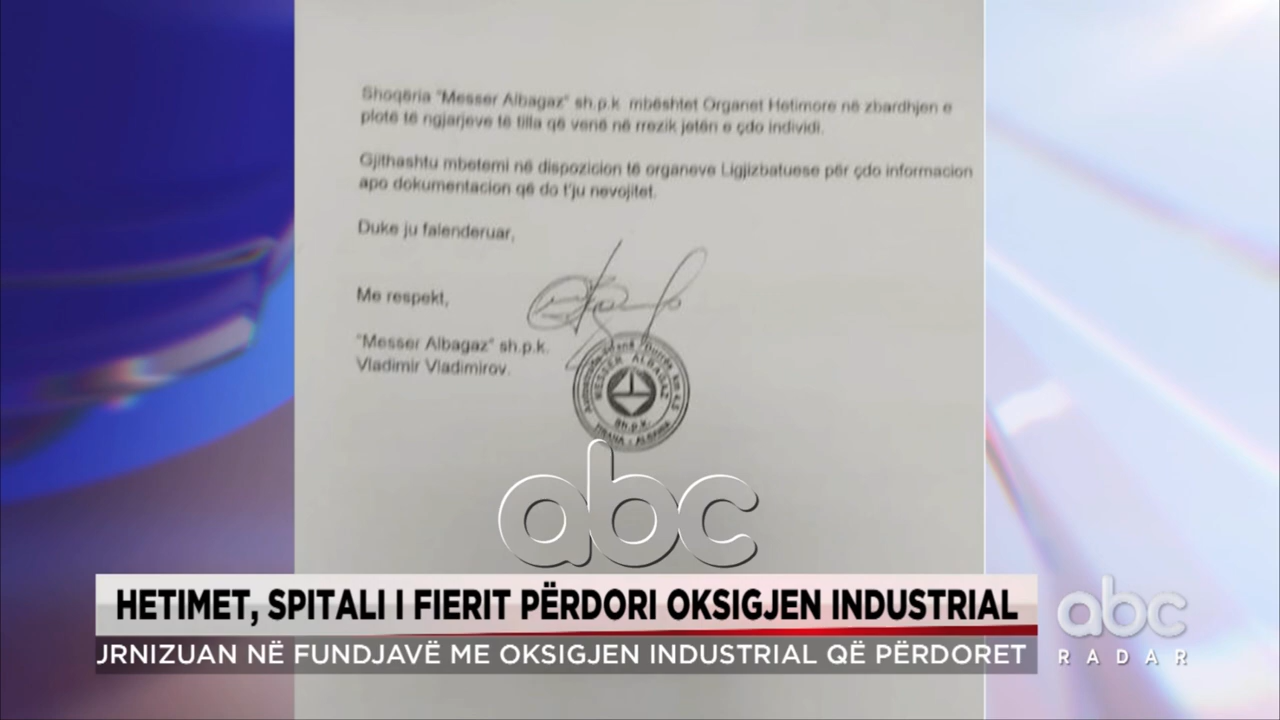 Shoqëria "Messer Albagaz" sh.p.k mbështet Organet Hetimore në zbardhjen e
plotë të ngjarjeve të tilla që venë në rrezik jetën e çdo individi.
Gjithashtu mbetemi në dispozicion të organeve Ligjizbatuese për çdo informacion
apo dokumentacion që do t'ju nevojitet.
Duke ju falenderuar,
Me respekt,
"Messer Albagaz" sh.p.k.
Vladimir Vladimirov.
MESSER ALBAGAZ
Sh.p.k.
TIRANA - ALBANIA
abc
HETIMET, SPITALI I FIERIT PËRDORI OKSIGJEN INDUSTRIAL
URNIZUAN NË FUNDJAVË ME OKSIGJEN INDUSTRIAL QË PËRDORET
abc
RADAR